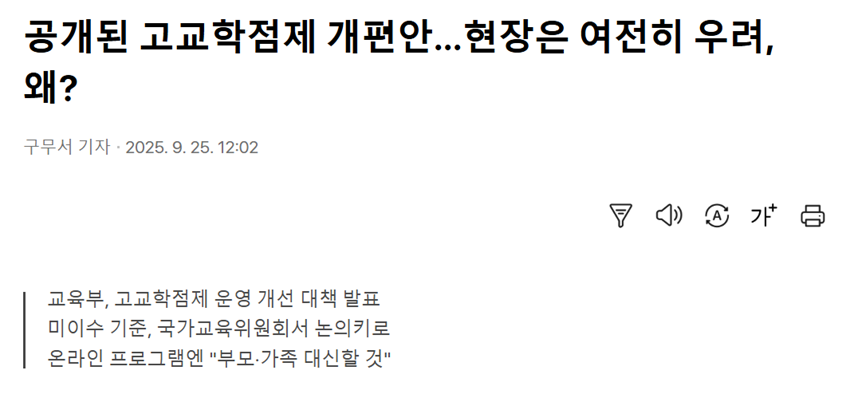 공개된 고교학점제 개편안…현장은 여전히 우려,
왜?
구무서 기자 · 2025. 9. 25. 12:02
A 가+
교육부, 고교학점제 운영 개선 대책 발표
미이수 기준, 국가교육위원회서 논의키로
온라인 프로그램엔 "부모·가족 대신할 것"